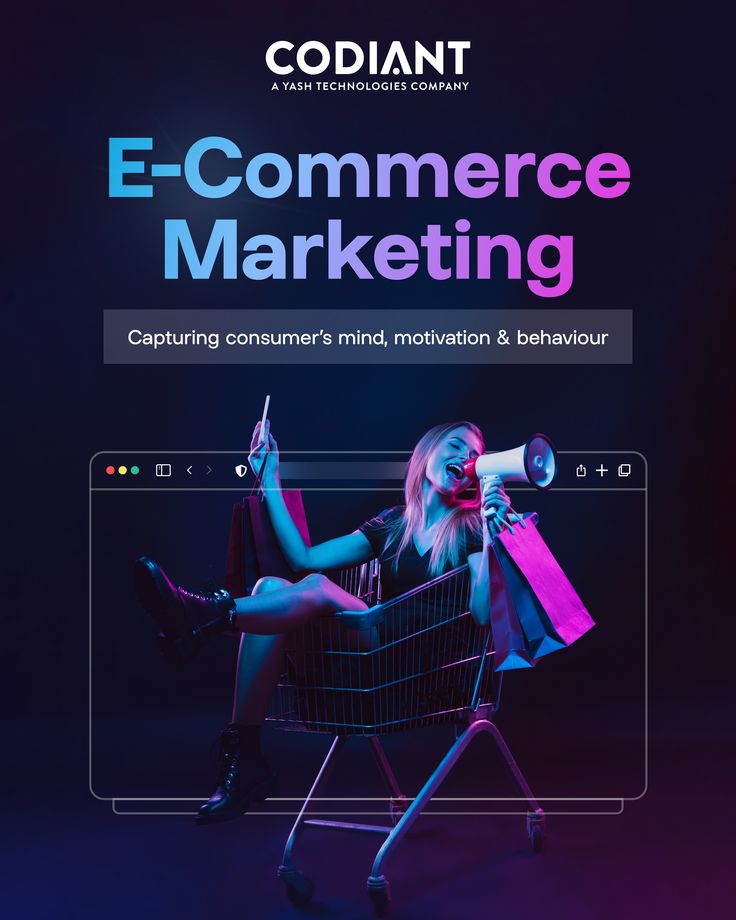 CODIANT
A YASH TECHNOLOGIES COMPANY
E-Commerce
Marketing
Capturing consumer's mind, motivation & behaviour